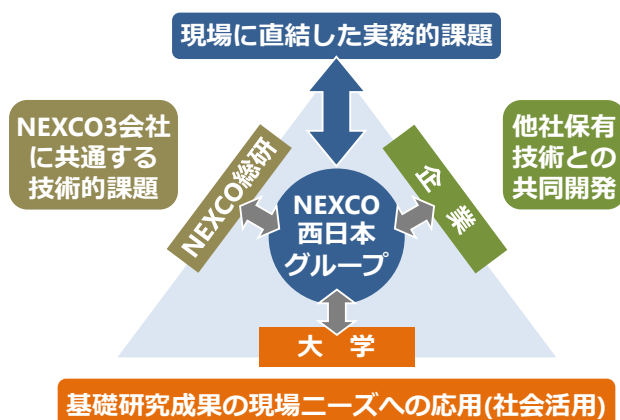 現場に直結した実務的課題
NEXCO3会社
に共通する
技術的課題
他社保有
技術との
共同開発
NEXCO総研
企業
NEXCO
西日本
グループ
大　学
基礎研究成果の現場ニーズへの応用(社会活用)